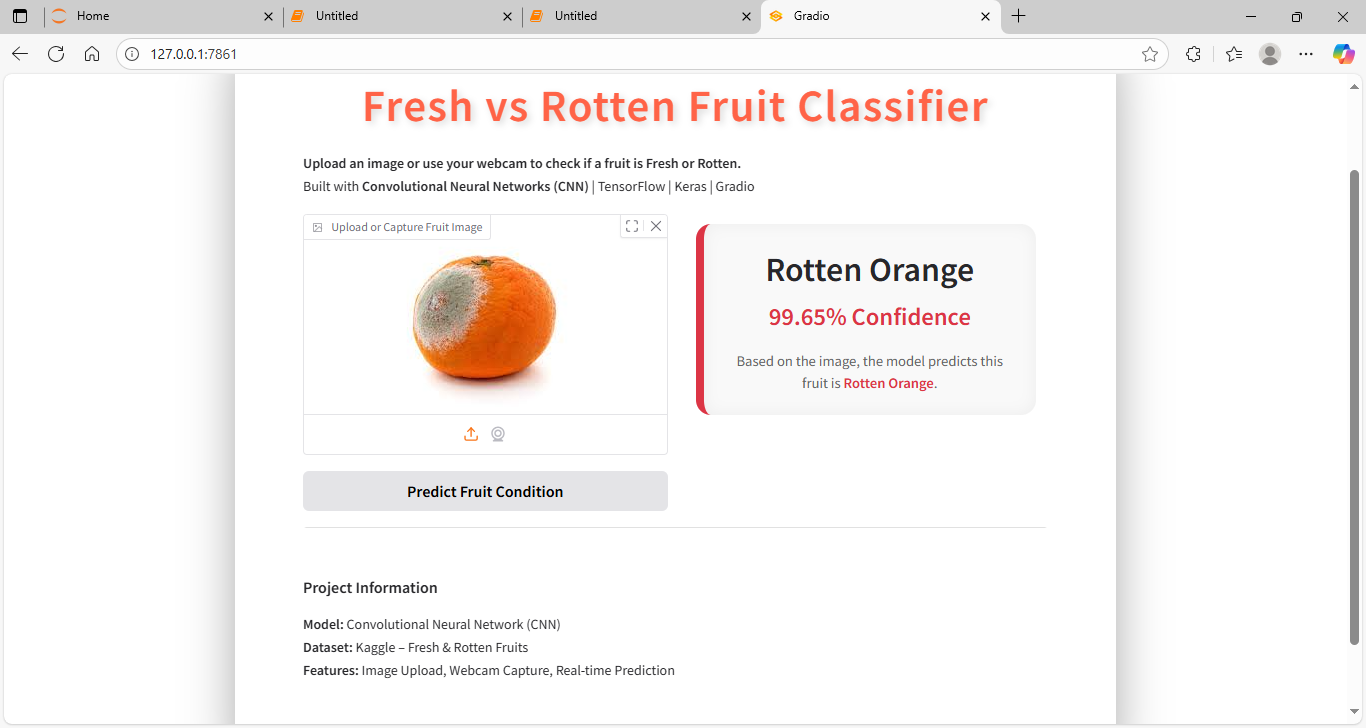 Home
Untitled
Untitled
Gradio
127.0.0.1:7861
Fresh vs Rotten Fruit Classifier
Upload an image or use your webcam to check if a fruit is Fresh or Rotten.
Built with Convolutional Neural Networks (CNN) | TensorFlow | Keras | Gradio
Upload or Capture Fruit Image
Rotten Orange
99.65% Confidence
Based on the image, the model predicts this
fruit is Rotten Orange.
Predict Fruit Condition
Project Information
Model: Convolutional Neural Network (CNN)
Dataset: Kaggle – Fresh & Rotten Fruits
Features: Image Upload, Webcam Capture, Real-time Prediction